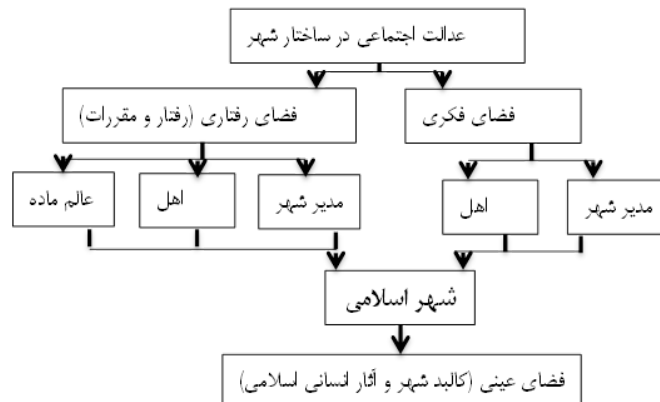 عدالت اجتماعی در ساختار شهر
فضای فکری
فضای رفتاری (رفتار و مقررات)
مدیر شهر
اهل
مدیر شهر
اهل
عالم ماده
شهر اسلامی
فضای عینی (کالبد شهر و آثار انسانی اسلامی)